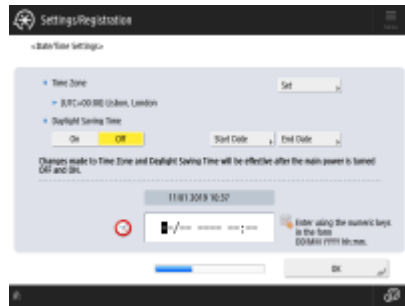 Settings/Registration
Menu
<Date/Time Settings>
Time Zone
Set
(UTC+00:00) Lisbon, London
Daylight Saving Time
On
Off
Start Date
End Date
Changes made to Time Zone and Daylight Saving Time will be effective after the main power is turned
OFF and ON.
11/01 2019 10:37
--/-- ---- --:--
Enter using the numeric keys
in the form
DD/MM YYYY hh:mm.
OK